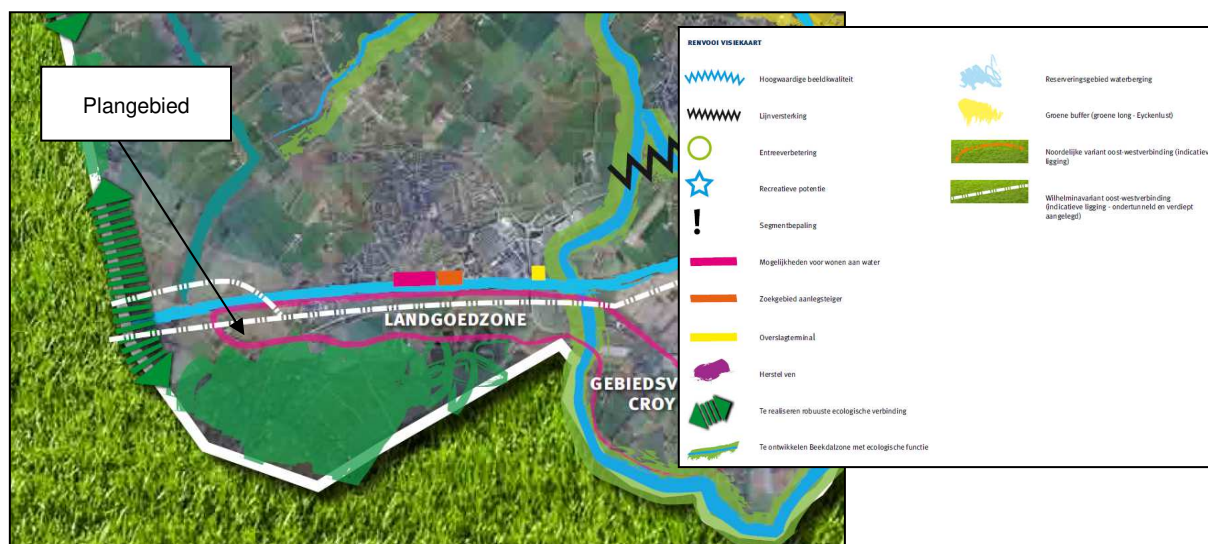 Plangebied
LANDGOEDZONE
GEBIEDSV
CROY
RENVOOI VISIEKAART
Hoogwaardige beeldkwaliteit
Lijnversterking
Entreeverbetering
Recreatieve potentie
Segmentbepaling
Mogelijkheden voor wonen aan water
Zoekgebied aanlegsteiger
Overslagterminal
Herstel ven
Te realiseren robuuste ecologische verbinding
Te ontwikkelen Beekdalzone met ecologische functie
Reserveringsgebied waterberging
Groene buffer (groene long - Eyckenlust)
Noordelijke variant oost-westverbinding (indicatieve
ligging)
Wilhelminavariant oost-westverbinding
(indicatieve ligging - ondertunneld en verdiept
aangelegd)